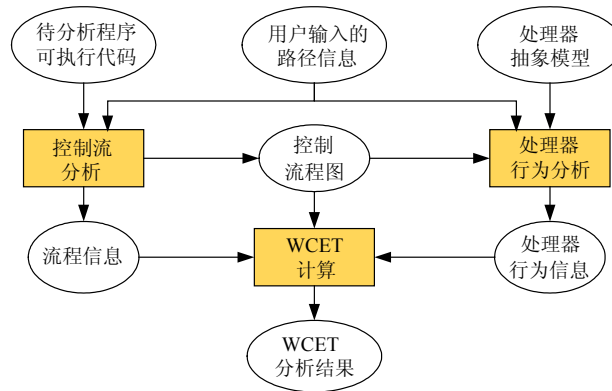 待分析程序
可执行代码
用户输入的
路径信息
处理器
抽象模型
控制流
分析
控制
流程图
处理器
行为分析
流程信息
WCET
计算
处理器
行为信息
WCET
分析结果